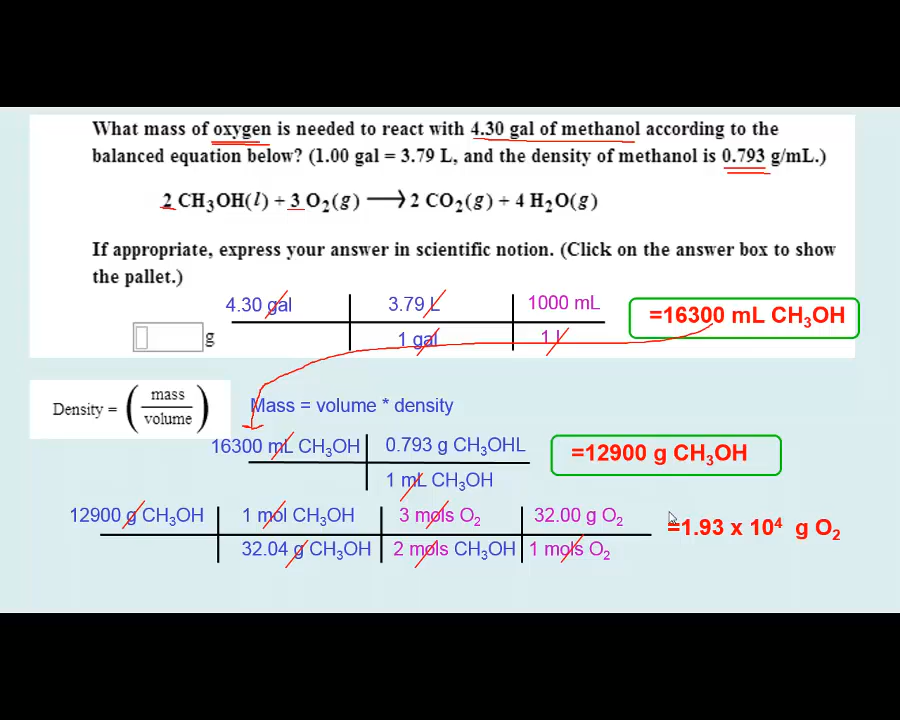 What mass of oxygen is needed to react with 4.30 gal of methanol according to the
balanced equation below? (1.00 gal = 3.79 L, and the density of methanol is 0.793 g/mL.)
2 CH₃OH(l) + 3 O₂(g) ⟶ 2 CO₂(g) + 4 H₂O(g)
If appropriate, express your answer in scientific notion. (Click on the answer box to show
the pallet.)
4.30 gal 3.79 L 1000 mL
1 gal 1 L
=16300 mL CH₃OH
g
Density = (mass
volume)
Mass = volume * density
16300 mL CH₃OH 0.793 g CH₃OHL
1 mL CH₃OH
=12900 g CH₃OH
12900 g CH₃OH 1 mol CH₃OH 3 mols O₂ 32.00 g O₂
32.04 g CH₃OH 2 mols CH₃OH 1 mols O₂
=1.93 x 10⁴ g O₂